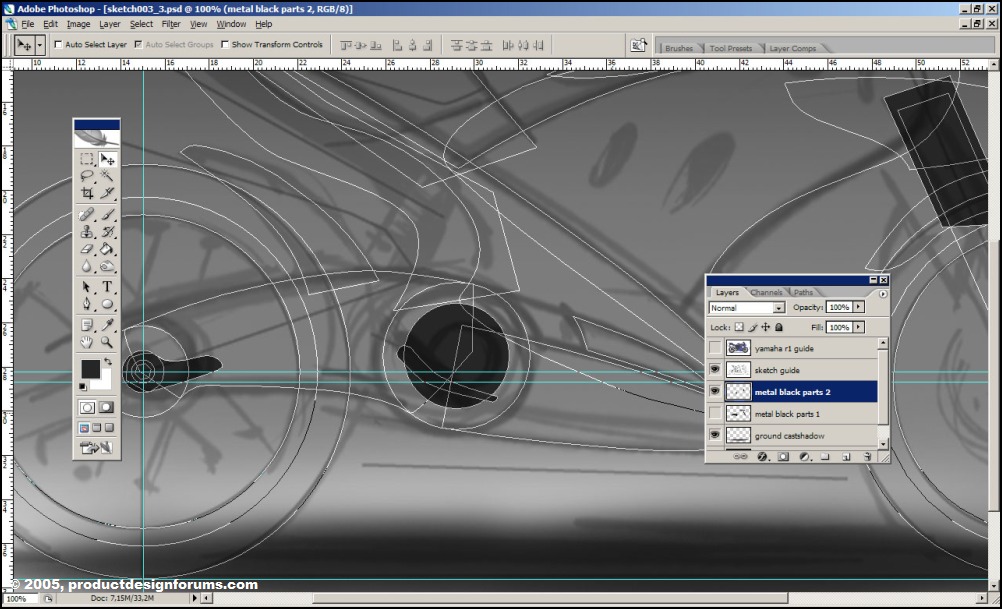 Adobe Photoshop - [sketch003_3.psd @ 100% (metal black parts 2, RGB/8)]
File Edit Image Layer Select Filter View Window Help
Auto Select Layer Auto Select Groups Show Transform Controls
Brushes Tool Presets Layer Comps
10 12 14 16 18 20 22 24 26 28 30 32 34 36 38 40 42 44 46 48 50 52
Layers Channels Paths
Normal Opacity: 100%
Lock: Fill: 100%
yamaha r1 guide
sketch guide
metal black parts 2
metal black parts 1
ground castshadow
© 2005, productdesignforums.com
100% Doc: 7,15M/33,2M